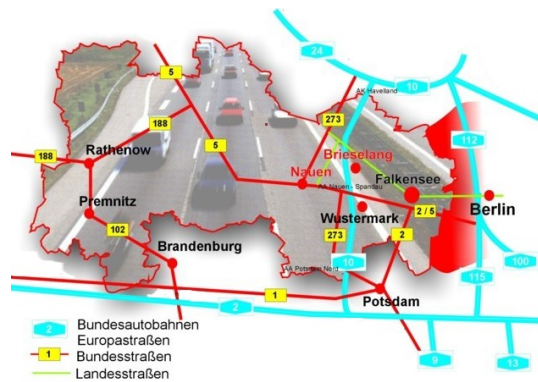 24
10
5
AK Havelland
112
188
273
188
5
Rathenow
Brieselang
Nauen
Falkensee
AA Nauen - Spandau
Premnitz
2 / 5
Berlin
Wustermark
102
273
2
Brandenburg
100
10
AA Potsdam Nord
115
1
Potsdam
2
2 Bundesautobahnen
Europastraßen
1 Bundesstraßen
Landesstraßen
9
13